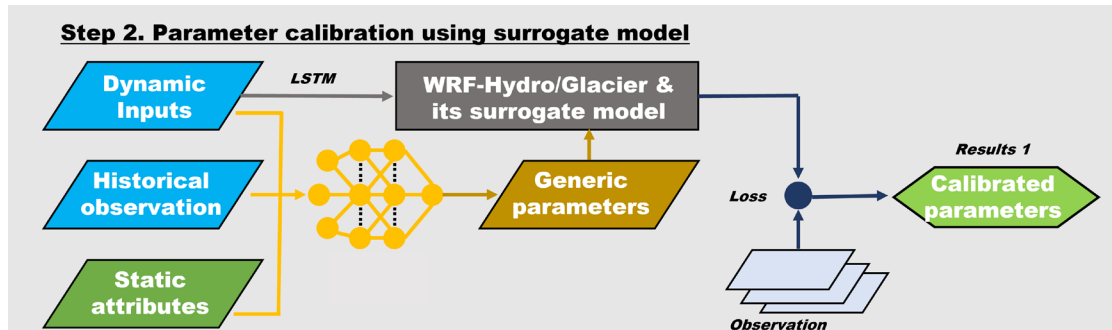 Step 2. Parameter calibration using surrogate model
Dynamic
Inputs
LSTM
WRF-Hydro/Glacier &
its surrogate model
Historical
observation
Generic
parameters
Static
attributes
Loss
Results 1
Calibrated
parameters
Observation